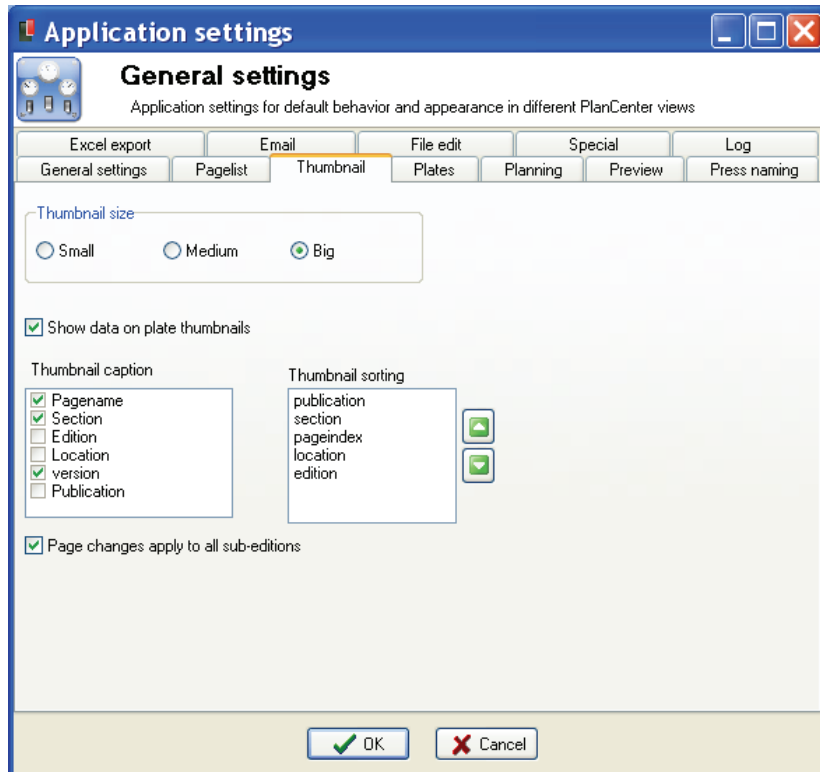 Application settings
General settings
Application settings for default behavior and appearance in different PlanCenter views
Excel export Email File edit Special Log
General settings Pagelist Thumbnail Plates Planning Preview Press naming
Thumbnail size
Small Medium Big
Show data on plate thumbnails
Thumbnail caption
Pagename
Section
Edition
Location
version
Publication
Thumbnail sorting
publication
section
pageindex
location
edition
Page changes apply to all sub-editions
OK Cancel